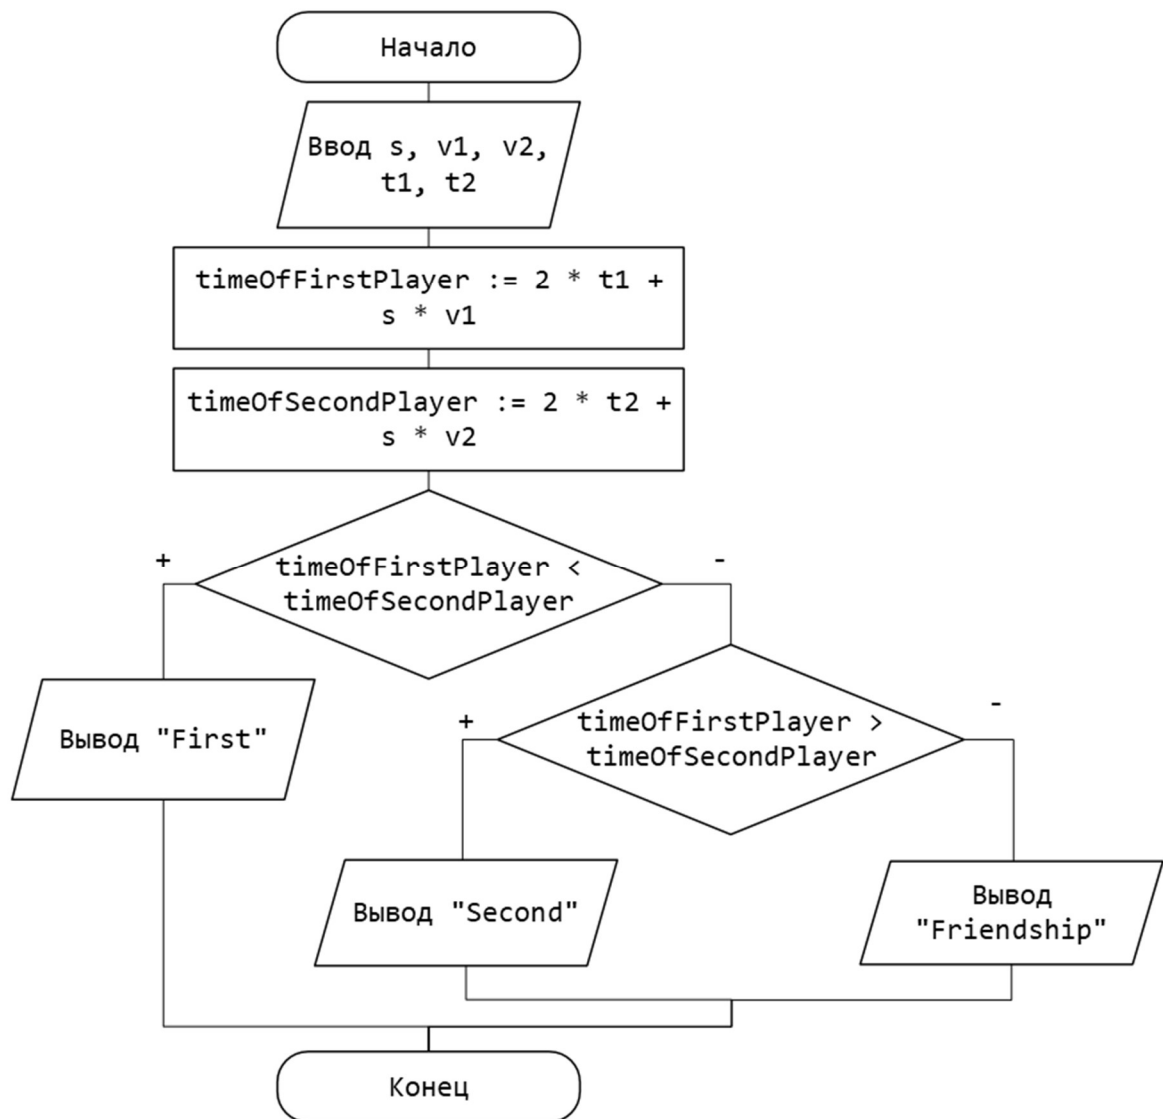 Начало
Ввод s, v1, v2,
t1, t2
timeOfFirstPlayer := 2 * t1 +
s * v1
timeOfSecondPlayer := 2 * t2 +
s * v2
+
-
timeOfFirstPlayer <
timeOfSecondPlayer
Вывод "First"
+
-
timeOfFirstPlayer >
timeOfSecondPlayer
Вывод "Second"
Вывод
"Friendship"
Конец